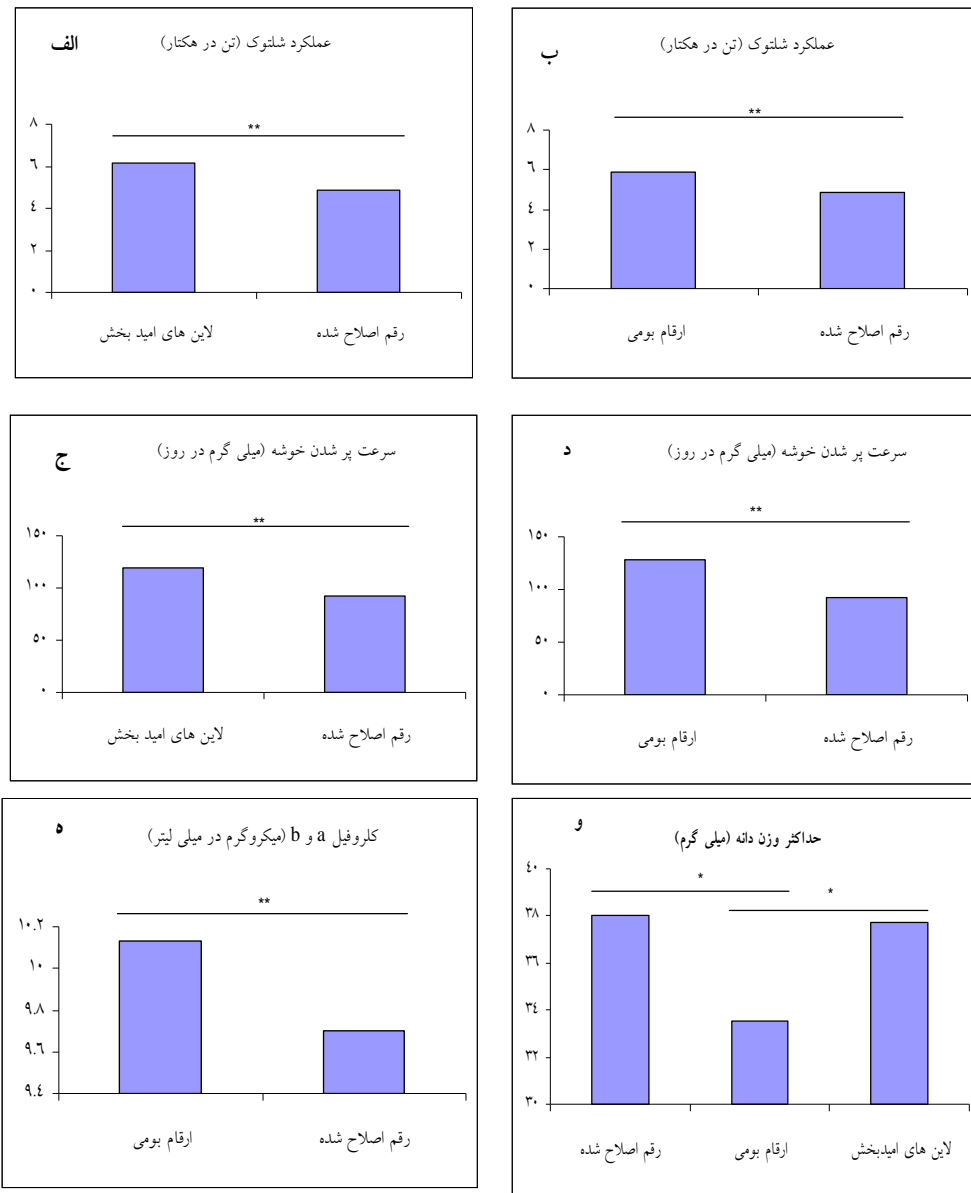 الف
عملکرد شلتوک (تن در هکتار)
**
٨
٦
٤
٢
٠
لاین های امید بخش
رقم اصلاح شده
ب
عملکرد شلتوک (تن در هکتار)
**
٨
٦
٤
٢
٠
ارقام بومی
رقم اصلاح شده
ج
سرعت پر شدن خوشه (میلی گرم در روز)
**
١٥٠
١٠٠
٥٠
٠
لاین های امید بخش
رقم اصلاح شده
د
سرعت پر شدن خوشه (میلی گرم در روز)
**
١٥٠
١٠٠
٥٠
٠
ارقام بومی
رقم اصلاح شده
ه
کلروفیل a و b (میکروگرم در میلی لیتر)
**
١٠.٢
١٠
٩.٨
٩.٦
٩.٤
ارقام بومی
رقم اصلاح شده
و
حداکثر وزن دانه (میلی گرم)
*
*
٤٠
٣٨
٣٦
٣٤
٣٢
٣٠
رقم اصلاح شده
ارقام بومی
لاین های امیدبخش